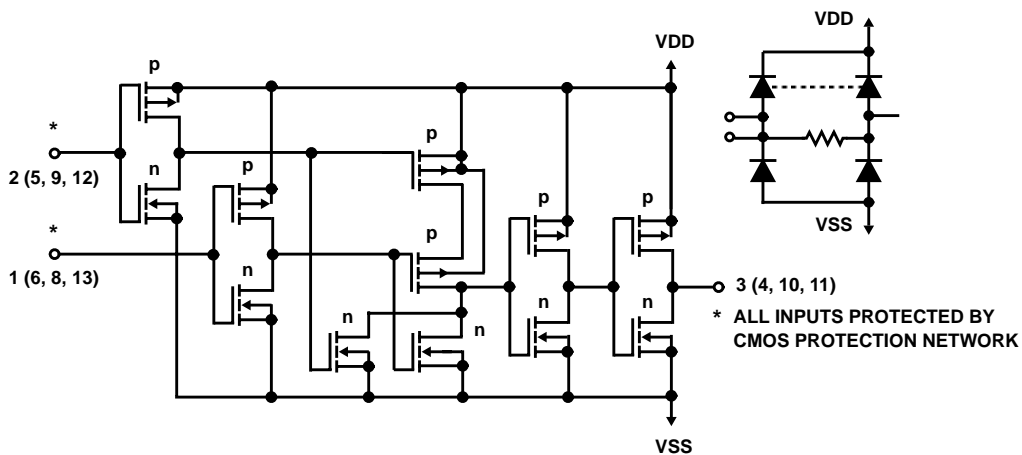 VDD
VDD
p
*
p
p
n
2 (5, 9, 12)
p
p
p
*
VSS
1 (6, 8, 13)
n
3 (4, 10, 11)
n
n
n
n
* ALL INPUTS PROTECTED BY
CMOS PROTECTION NETWORK
VSS